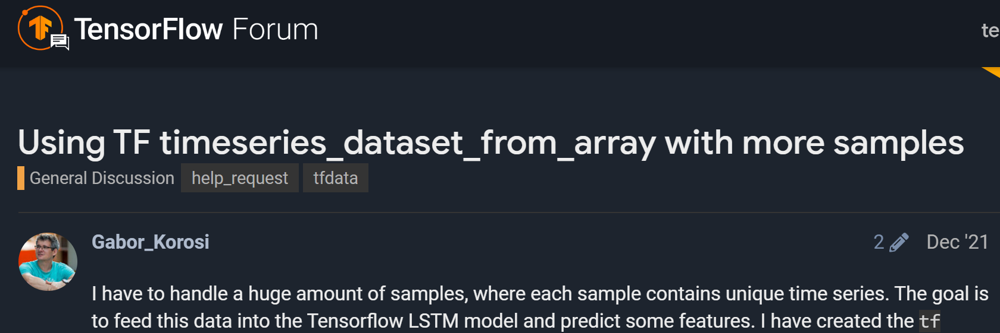 TensorFlow Forum
te
Using TF timeseries_dataset_from_array with more samples
General Discussion help_request tfdata
Gabor_Korosi 2 Dec '21
I have to handle a huge amount of samples, where each sample contains unique time series. The goal is
to feed this data into the Tensorflow LSTM model and predict some features. I have created the tf